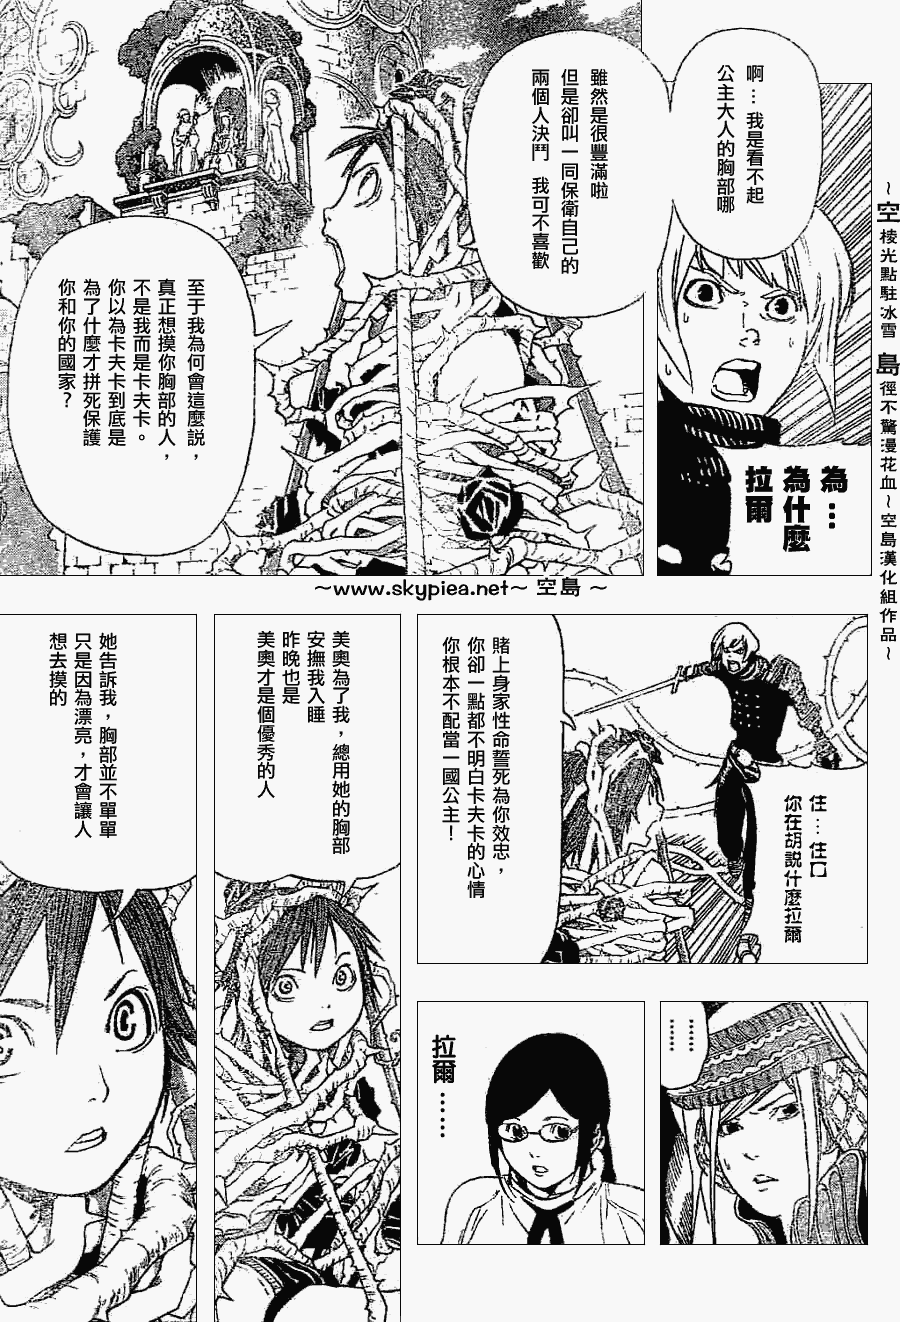 啊… 我是看不起
公主大人的胸部哪
為…
為什麼
拉爾
雖然是很豐滿啦
但是卻叫一同保衛自己的
兩個人決鬥 我可不喜歡
至于我為何會這麼說，
真正想摸你胸部的人，
不是我而是卡夫卡。
你以為卡夫卡到底是
為了什麼才拼死保護
你和你的國家？
～空棱光點駐冰雪 島徑不驚漫花血～空島漢化組作品～
～www.skypiea.net～ 空島 ～
住…住口
你在胡說什麼拉爾
賭上身家性命誓死為你效忠，
你卻一點都不明白卡夫卡的心情
你根本不配當一國公主！
………
拉爾……
美奧為了我，總用她的胸部
安撫我入睡
昨晚也是
美奧才是個優秀的人
她告訴我，胸部並不單單
只是因為漂亮，才會讓人
想去摸的